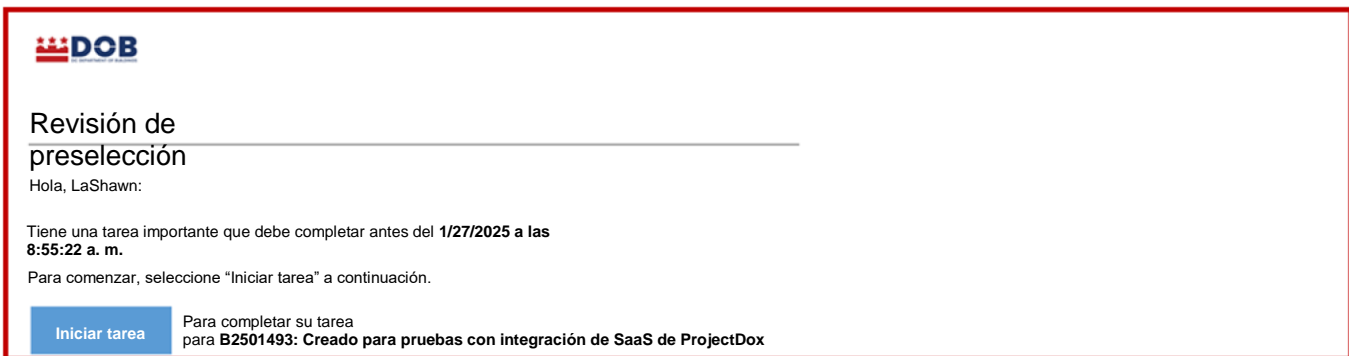 DOB
Revisión de
preselección
Hola, LaShawn:
Tiene una tarea importante que debe completar antes del 1/27/2025 a las
8:55:22 a. m.
Para comenzar, seleccione “Iniciar tarea” a continuación.
Iniciar tarea
Para completar su tarea
para B2501493: Creado para pruebas con integración de SaaS de ProjectDox